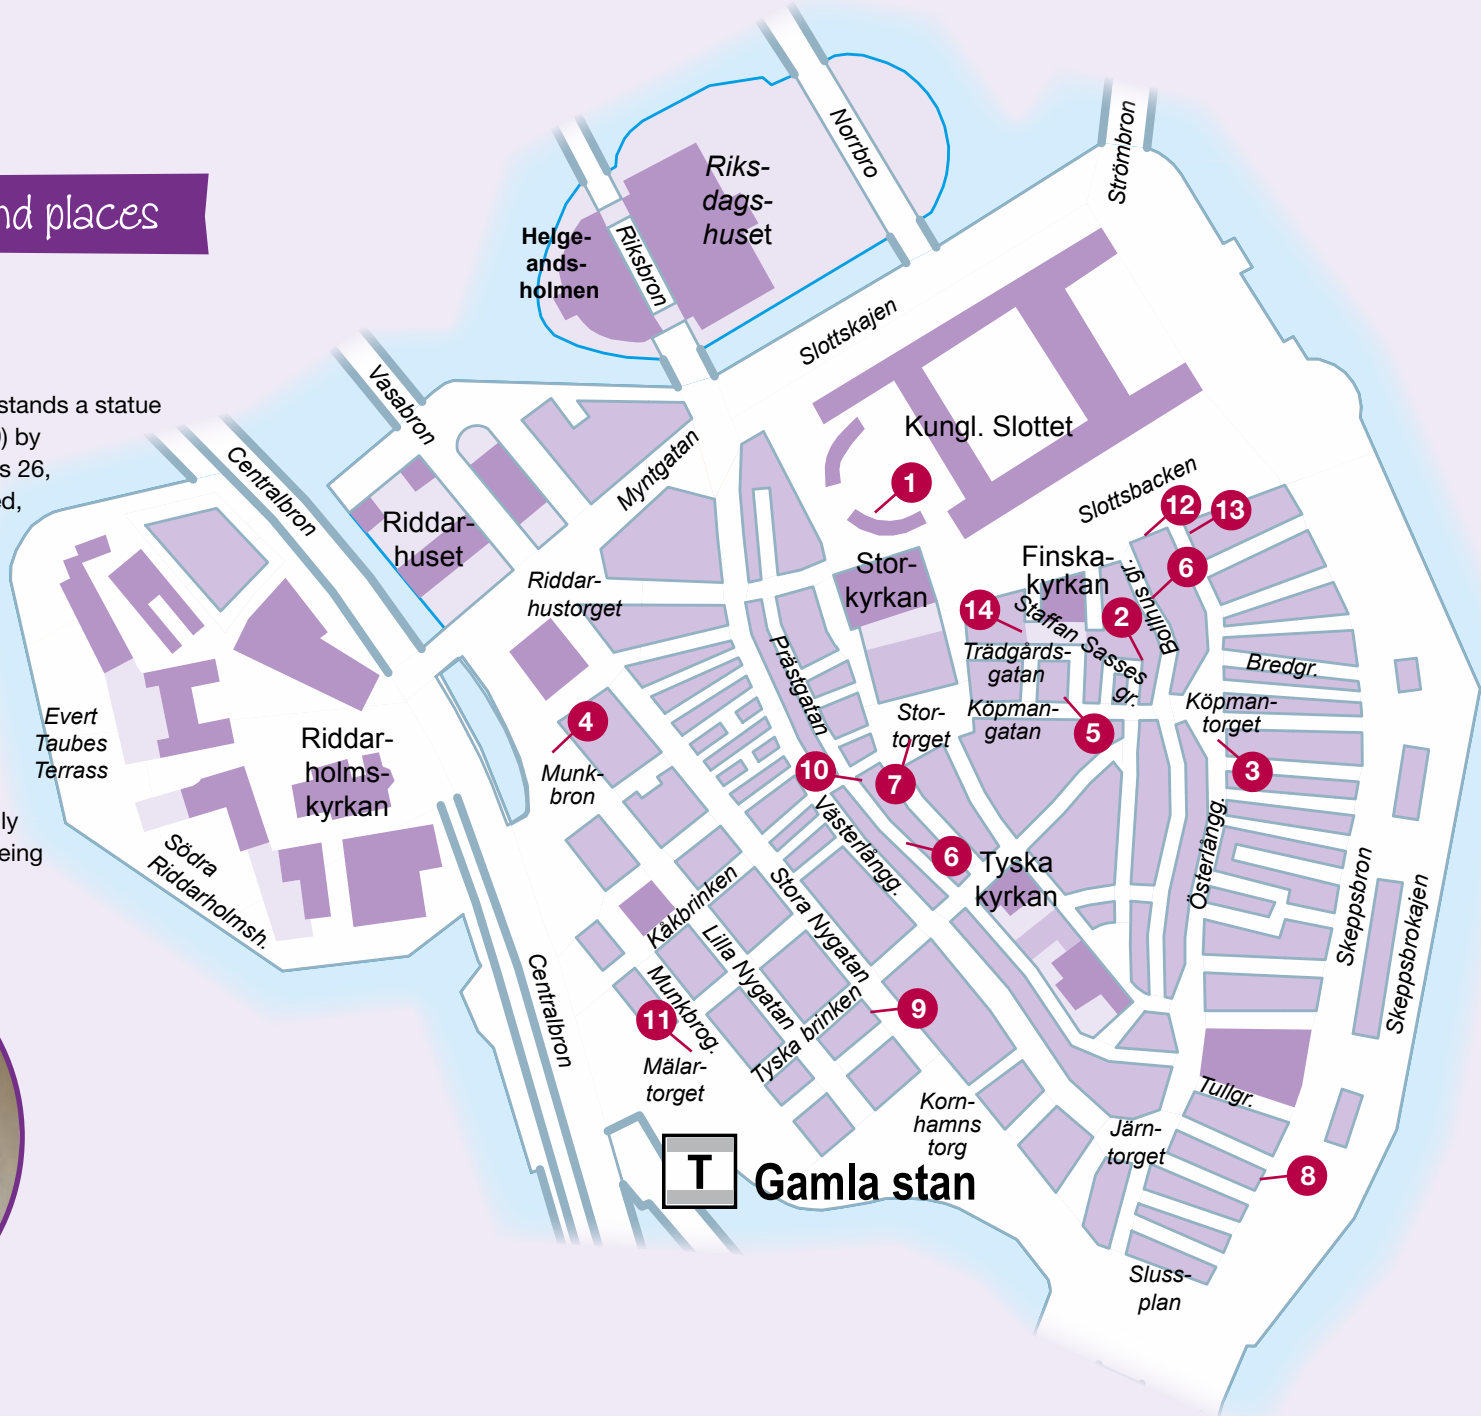 nd places
stands a statue
) by
s 26,
ed,
ly
eing
Norrbro
Strömbron
Riks-
dags-
huset
Helge-
ands-
holmen
Riksbron
Slottskajen
Vasabron
Centralbron
Myntgatan
Kungl. Slottet
1
Slottsbacken
12
13
Riddar-
huset
Riddar-
hustorget
Stor-
kyrkan
Finska-
kyrkan
Bollhus gr.
6
14
2
Staffan Sasses
gr.
Trädgårds-
gatan
Bredgr.
Prästgatan
Köpman-
gatan
5
Köpman-
torget
3
Stor-
torget
Evert
Taubes
Terrass
Riddar-
holms-
kyrkan
4
Munk-
bron
10
7
Västerlångg.
6
Tyska
kyrkan
Österlångg.
Södra
Riddarholmsh.
Kåkbrinken
Stora Nygatan
Lilla Nygatan
Munkbrog.
Tyska brinken
9
Skeppsbron
Skeppsbrokajen
Centralbron
11
Mälar-
torget
Korn-
hamns
torg
Tullgr.
Järn-
torget
8
T
Gamla stan
Sluss-
plan